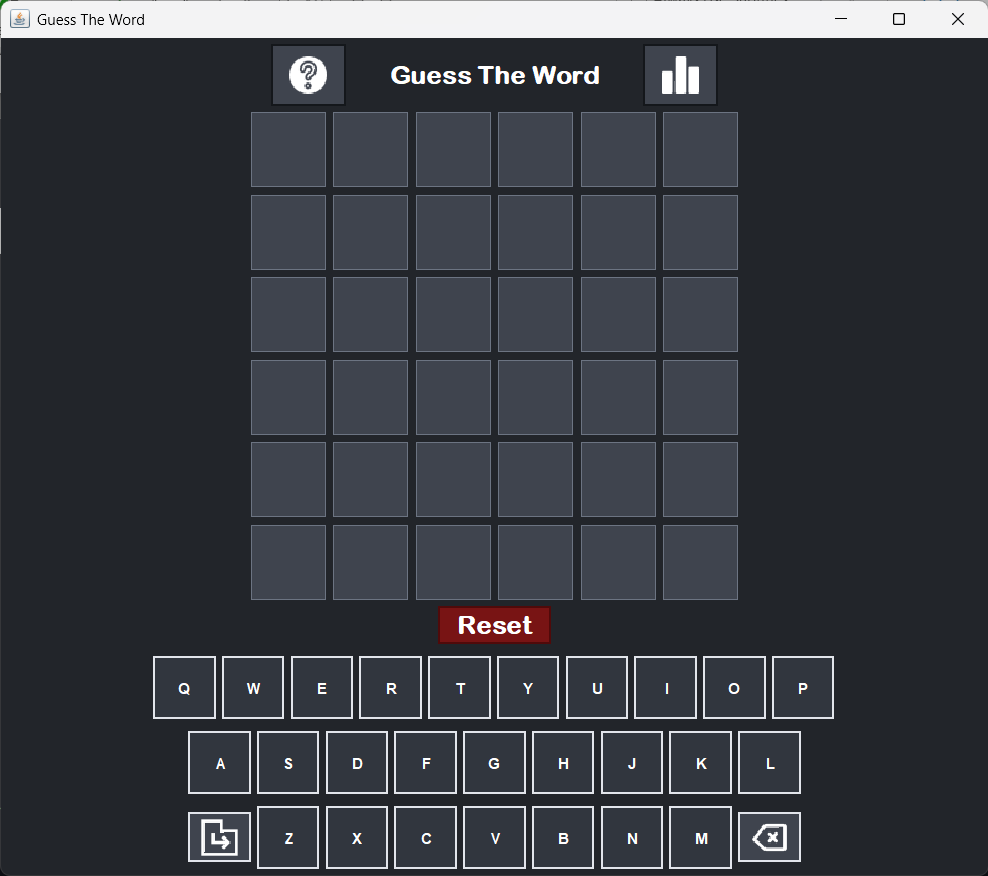 Guess The Word
Guess The Word
Reset
Q W E R T Y U I O P
A S D F G H J K L
Z X C V B N M